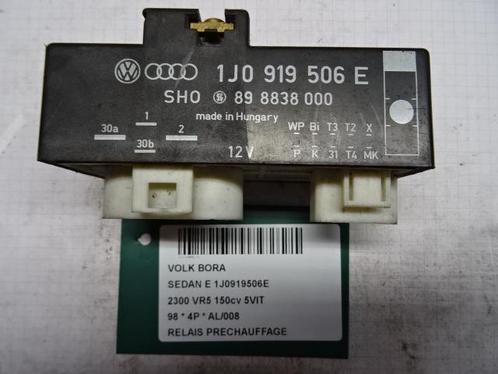 1J0 919 506 E
SHO 89 8838 000
made in Hungary
1
30a 2
30b
12V
WP Bi T3 T2 X
P K 31 T4 MK
VOLK BORA
SEDAN E 1J0919506E
2300 VR5 150cv 5VIT
98 * 4P * AL/008
RELAIS PRECHAUFFAGE